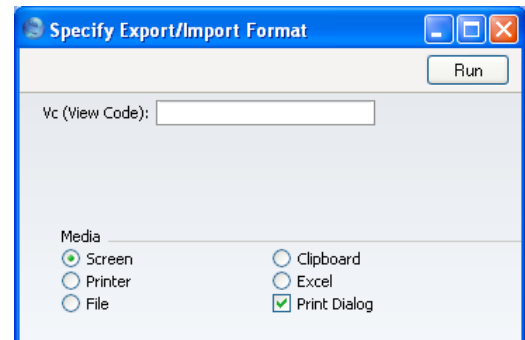 Specify Export/Import Format
Run
Vc (View Code):
Media
Screen Clipboard
Printer Excel
File Print Dialog